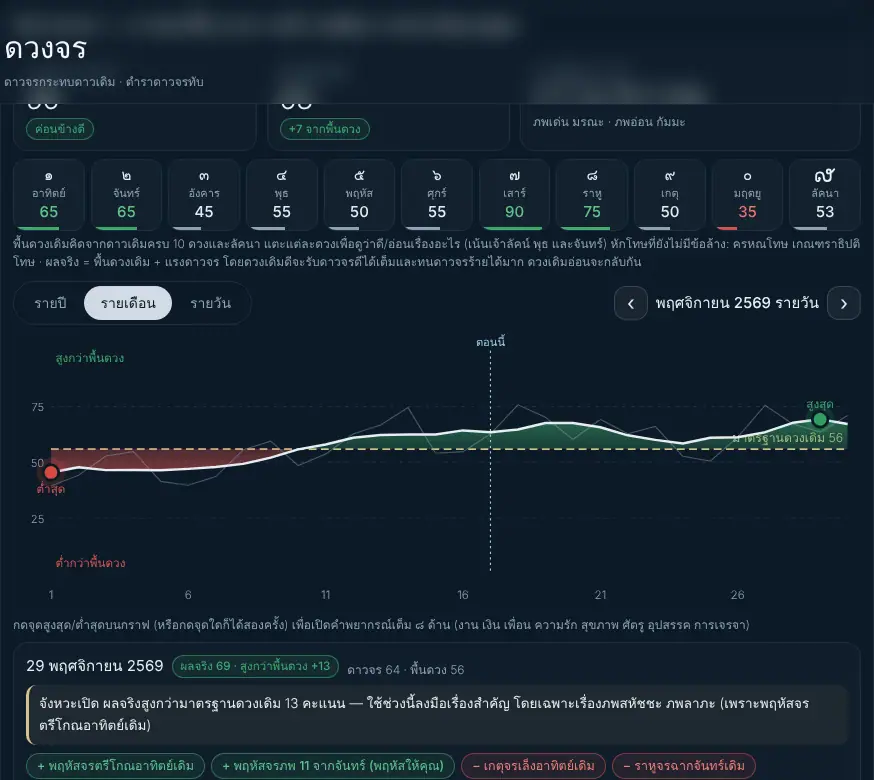 ดวงจร
ดาวจรกระทบดาวเดิม · ตำราดาวจรทับ
ค่อนข้างดี
+7 จากพื้นดวง
ภพเด่น มรณะ · ภพอ่อน กัมมะ
๑ ๒ ๓ ๔ ๕ ๖ ๗ ๘ ๙ ๐
อาทิตย์ จันทร์ อังคาร พุธ พฤหัส ศุกร์ เสาร์ ราหู เกตุ มฤตยู ลัคนา
65 65 45 55 50 55 90 75 50 35 53
พื้นดวงเดิมคิดจากดาวเดิมครบ 10 ดวงและลัคนา แตะแต่ละดวงเพื่อดูว่าดี/อ่อนเรื่องอะไร (เน้นเจ้าลัคน์ พุธ และจันทร์) หักโทษที่ยังไม่มีข้อล้าง: ครหณโทษ เกณฑราธิปติ
โทษ · ผลจริง = พื้นดวงเดิม + แรงดาวจร โดยดวงเดิมดีจะรับดาวจรดีได้เต็มและทนดาวจรร้ายได้มาก ดวงเดิมอ่อนจะกลับกัน
รายปี รายเดือน รายวัน ‹ พฤศจิกายน 2569 รายวัน ›
ตอนนี้
สูงกว่าพื้นดวง
สูงสุด
75
มาตรฐานดวงเดิม 56
50
ต่ำสุด
25
ต่ำกว่าพื้นดวง
1 6 11 16 21 26
กดจุดสูงสุด/ต่ำสุดบนกราฟ (หรือกดจุดใดก็ได้สองครั้ง) เพื่อเปิดคำพยากรณ์เต็ม ๘ ด้าน (งาน เงิน เพื่อน ความรัก สุขภาพ ศัตรู อุปสรรค การเจรจา)
29 พฤศจิกายน 2569 ผลจริง 69 · สูงกว่าพื้นดวง +13 ดาวจร 64 · พื้นดวง 56
จังหวะเปิด ผลจริงสูงกว่ามาตรฐานดวงเดิม 13 คะแนน — ใช้ช่วงนี้ลงมือเรื่องสำคัญ โดยเฉพาะเรื่องภพสหัชชะ ภพลาภะ (เพราะพฤหัสจร
ตรีโกณอาทิตย์เดิม)
+ พฤหัสจรตรีโกณอาทิตย์เดิม + พฤหัสจรภพ 11 จากจันทร์ (พฤหัสให้คุณ) − เกตุจรเล็งอาทิตย์เดิม − ราหูจรฉากจันทร์เดิม